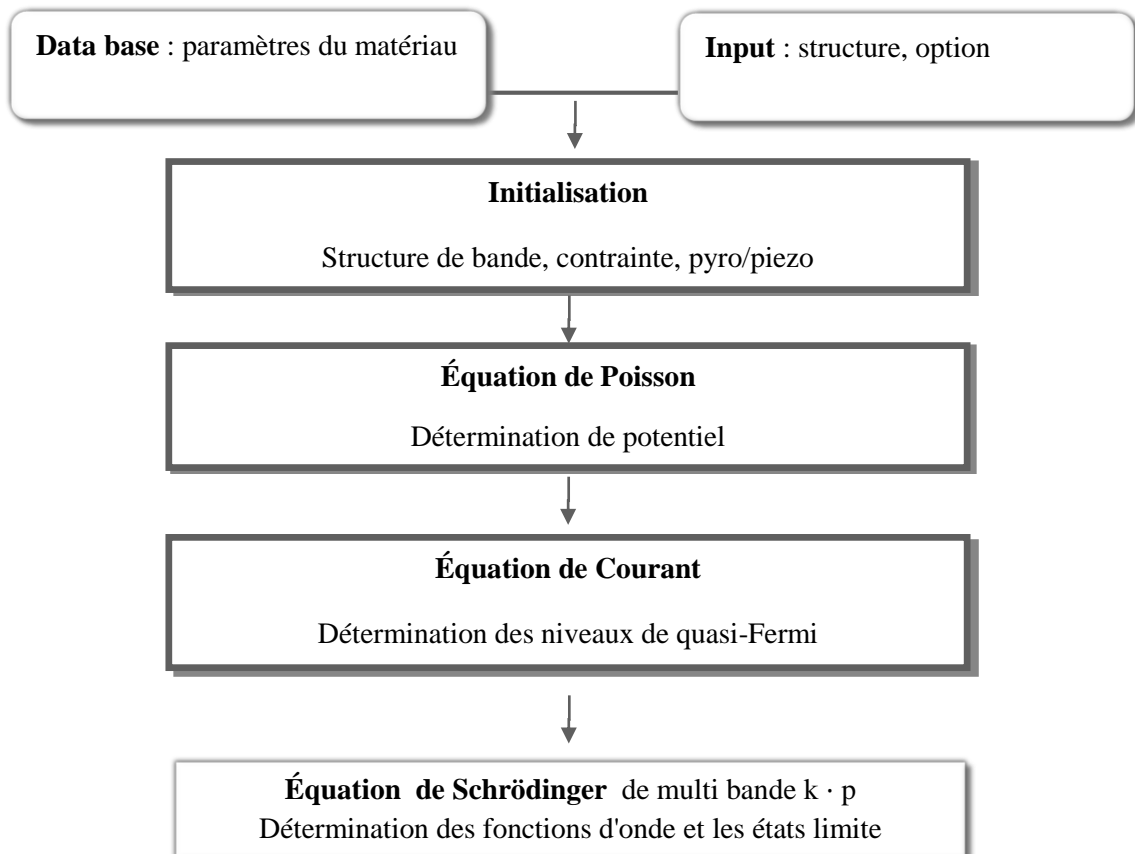 Data base : paramètres du matériau
Input : structure, option
Initialisation
Structure de bande, contrainte, pyro/piezo
Équation de Poisson
Détermination de potentiel
Équation de Courant
Détermination des niveaux de quasi-Fermi
Équation de Schrödinger de multi bande k · p
Détermination des fonctions d'onde et les états limite